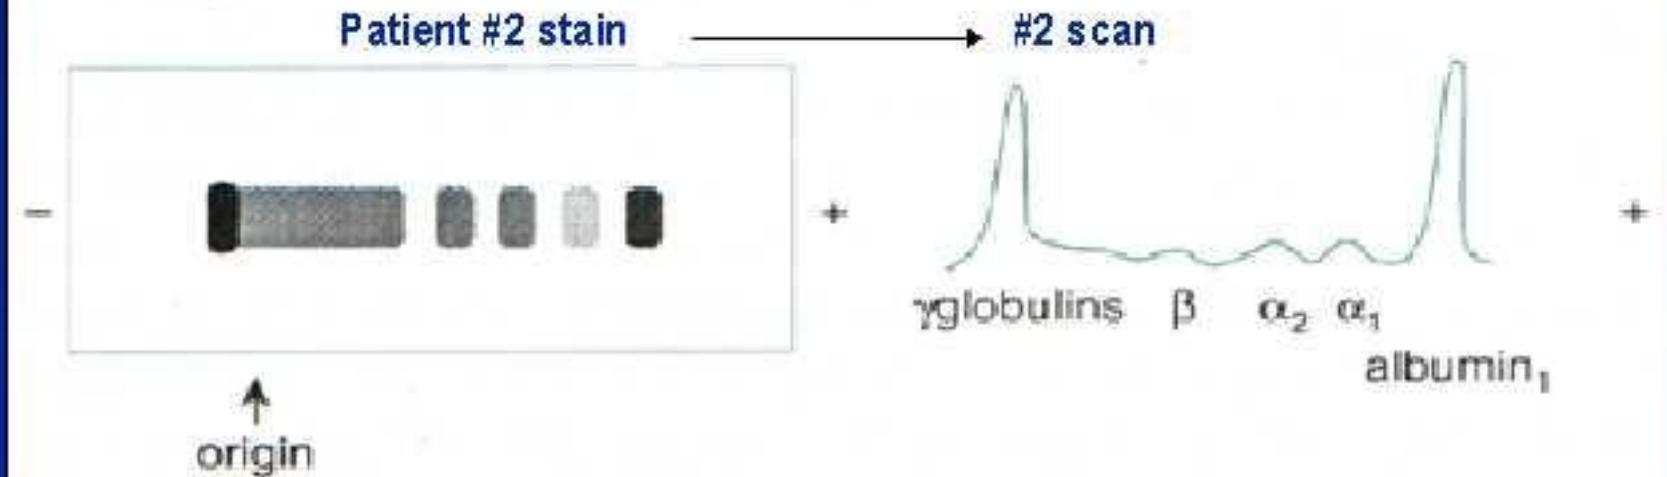 Patient #2 stain #2 scan
− + +
γglobulins β α₂ α₁
albumin₁
origin